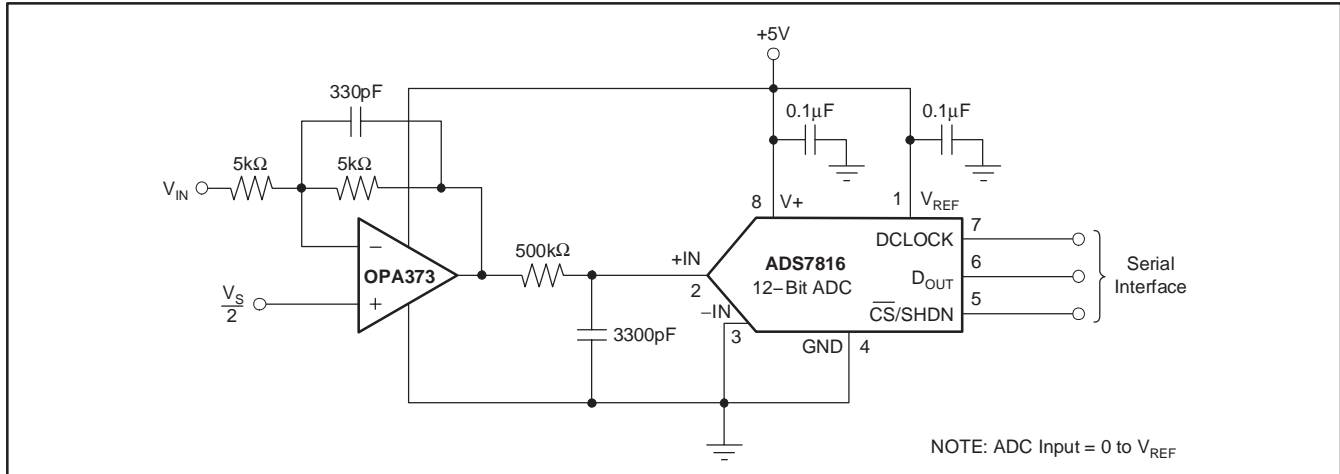 +5V
330pF
0.1µF
0.1µF
5kΩ
5kΩ
V_IN
8
V+
1
V_REF
−
OPA373
+
V_S
2
500kΩ
+IN
2
ADS7816
12−Bit ADC
−IN
3
GND
4
DCLOCK
7
D_OUT
6
C̅S̅/SHDN
5
Serial
Interface
3300pF
NOTE: ADC Input = 0 to V_REF